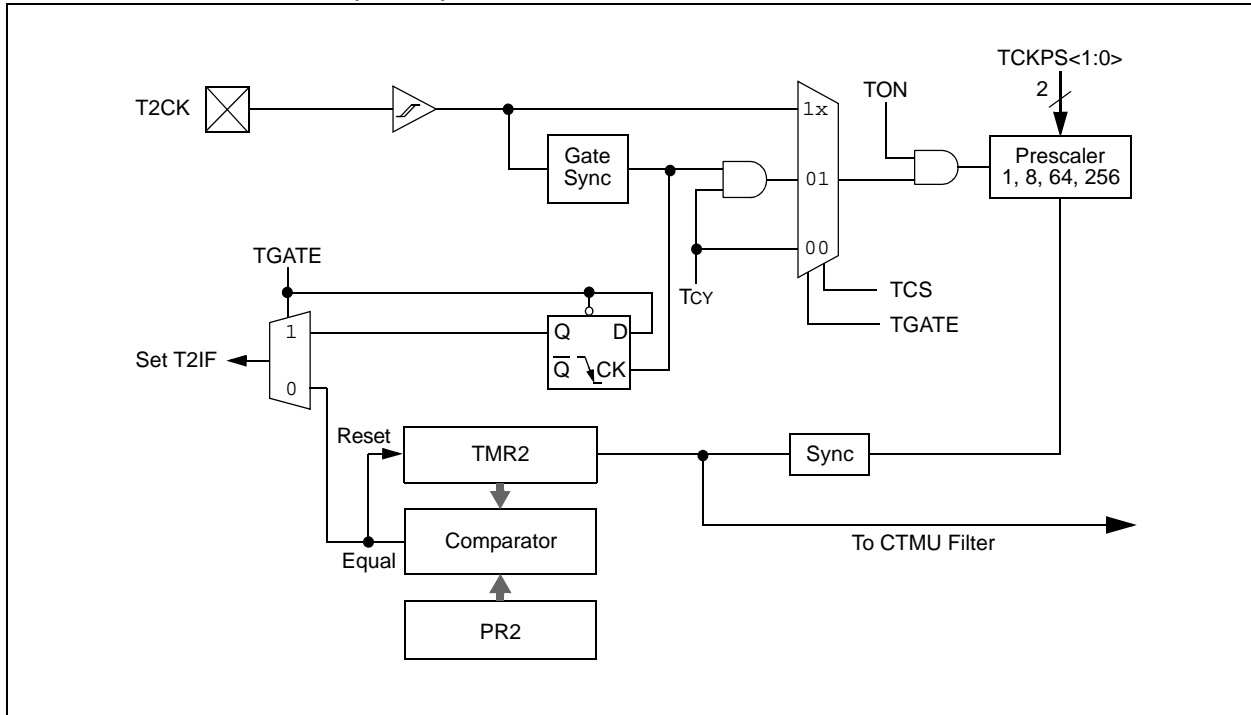 TCKPS<1:0>
2
T2CK
1x
TON
Gate
Sync
Prescaler
1, 8, 64, 256
01
00
TGATE
TCY
TCS
TGATE
1
Q D
Set T2IF
Q CK
0
Reset
TMR2
Sync
Comparator
Equal
To CTMU Filter
PR2